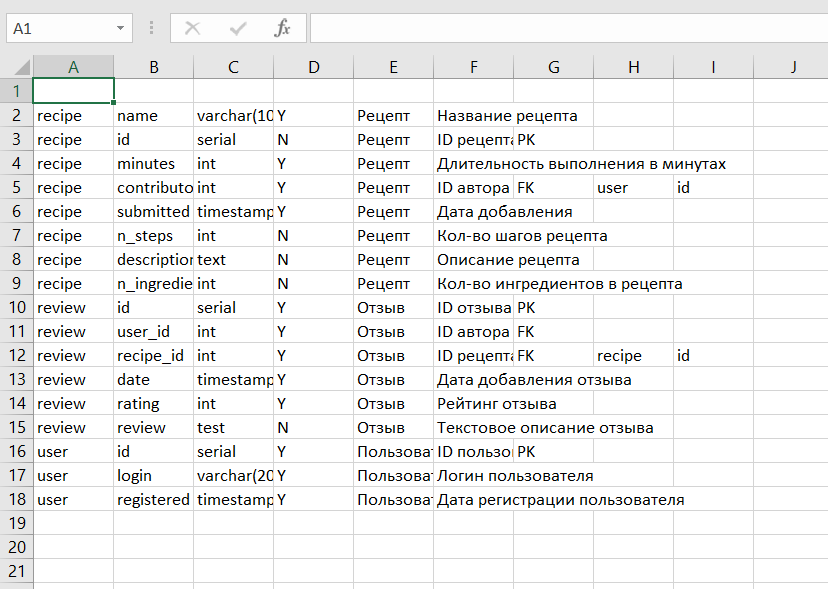 A1 fx
A B C D E F G H I J
1
2 recipe name varchar(10 Y Рецепт Название рецепта
3 recipe id serial N Рецепт ID рецепта PK
4 recipe minutes int Y Рецепт Длительность выполнения в минутах
5 recipe contributo int Y Рецепт ID автора FK user id
6 recipe submitted timestamp Y Рецепт Дата добавления
7 recipe n_steps int N Рецепт Кол-во шагов рецепта
8 recipe description text N Рецепт Описание рецепта
9 recipe n_ingredie int N Рецепт Кол-во ингредиентов в рецепта
10 review id serial Y Отзыв ID отзыва PK
11 review user_id int Y Отзыв ID автора FK
12 review recipe_id int Y Отзыв ID рецепта FK recipe id
13 review date timestamp Y Отзыв Дата добавления отзыва
14 review rating int Y Отзыв Рейтинг отзыва
15 review review test N Отзыв Текстовое описание отзыва
16 user id serial Y Пользоват ID пользо PK
17 user login varchar(20 Y Пользоват Логин пользователя
18 user registered timestamp Y Пользоват Дата регистрации пользователя
19
20
21